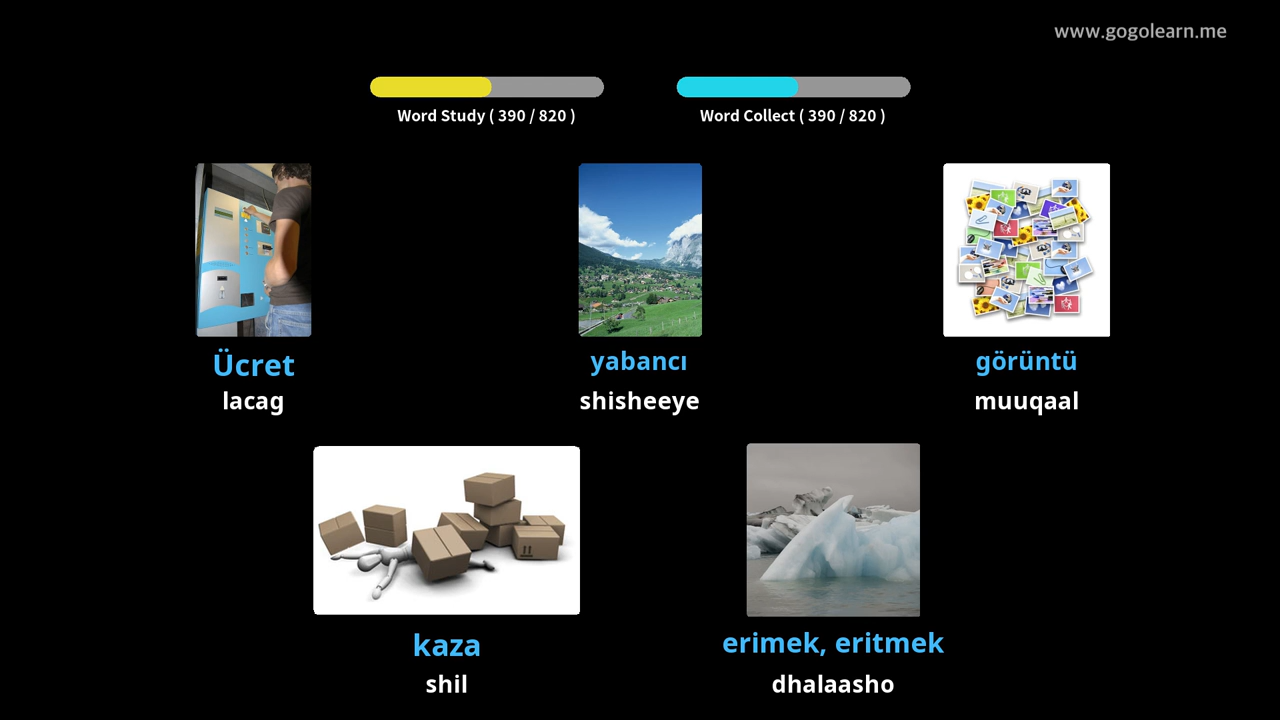 www.gogolearn.me
Word Study ( 390 / 820 )
Word Collect ( 390 / 820 )
Ücret
lacag
yabancı
shisheeye
görüntü
muuqaal
kaza
shil
erimek, eritmek
dhalaasho